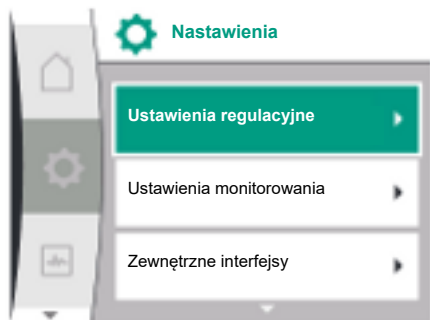 Nastawienia
Ustawienia regulacyjne
Ustawienia monitorowania
Zewnętrzne interfejsy